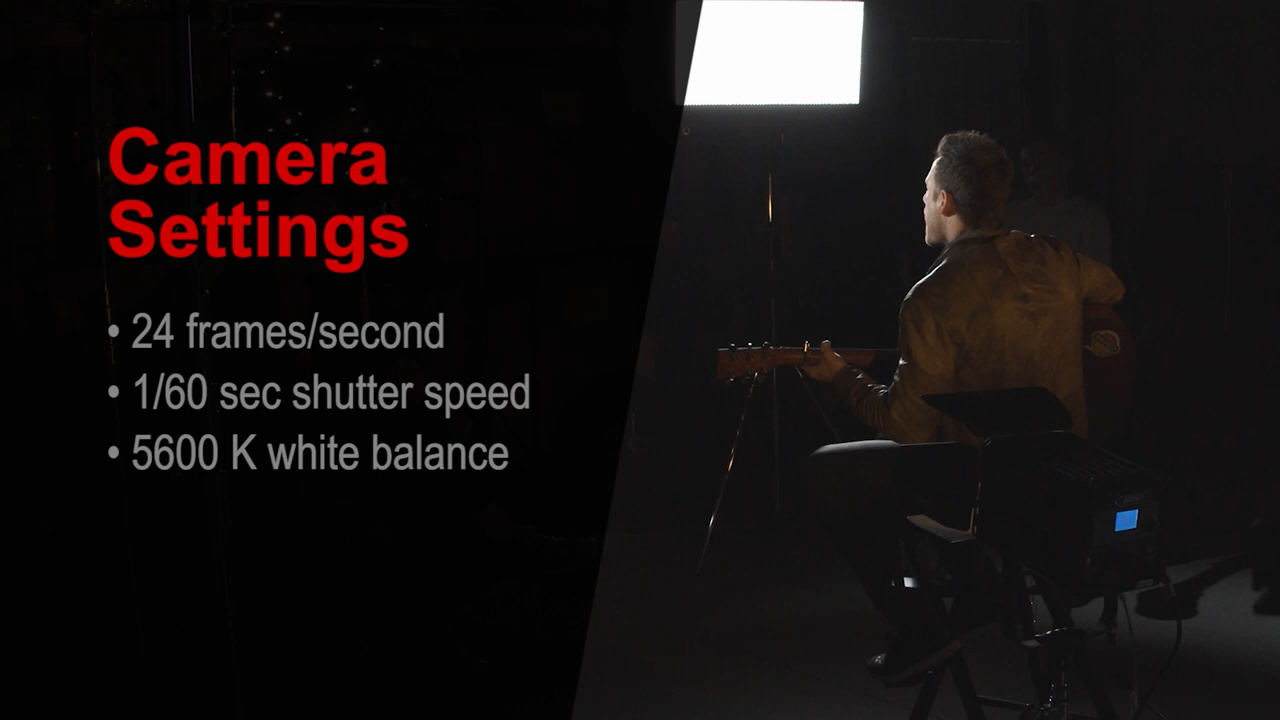 Camera
Settings
• 24 frames/second
• 1/60 sec shutter speed
• 5600 K white balance